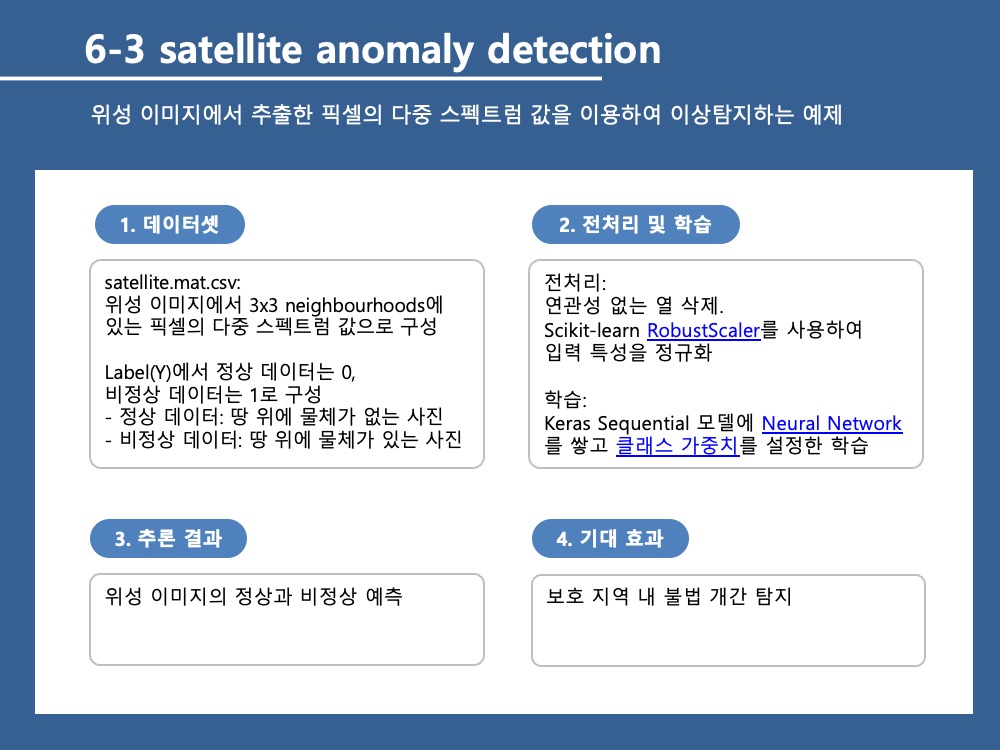 6-3 satellite anomaly detection
위성 이미지에서 추출한 픽셀의 다중 스펙트럼 값을 이용하여 이상탐지하는 예제
1. 데이터셋
satellite.mat.csv:
위성 이미지에서 3x3 neighbourhoods에
있는 픽셀의 다중 스펙트럼 값으로 구성
Label(Y)에서 정상 데이터는 0,
비정상 데이터는 1로 구성
- 정상 데이터: 땅 위에 물체가 없는 사진
- 비정상 데이터: 땅 위에 물체가 있는 사진
2. 전처리 및 학습
전처리:
연관성 없는 열 삭제.
Scikit-learn RobustScaler를 사용하여
입력 특성을 정규화
학습:
Keras Sequential 모델에 Neural Network
를 쌓고 클래스 가중치를 설정한 학습
3. 추론 결과
위성 이미지의 정상과 비정상 예측
4. 기대 효과
보호 지역 내 불법 개간 탐지